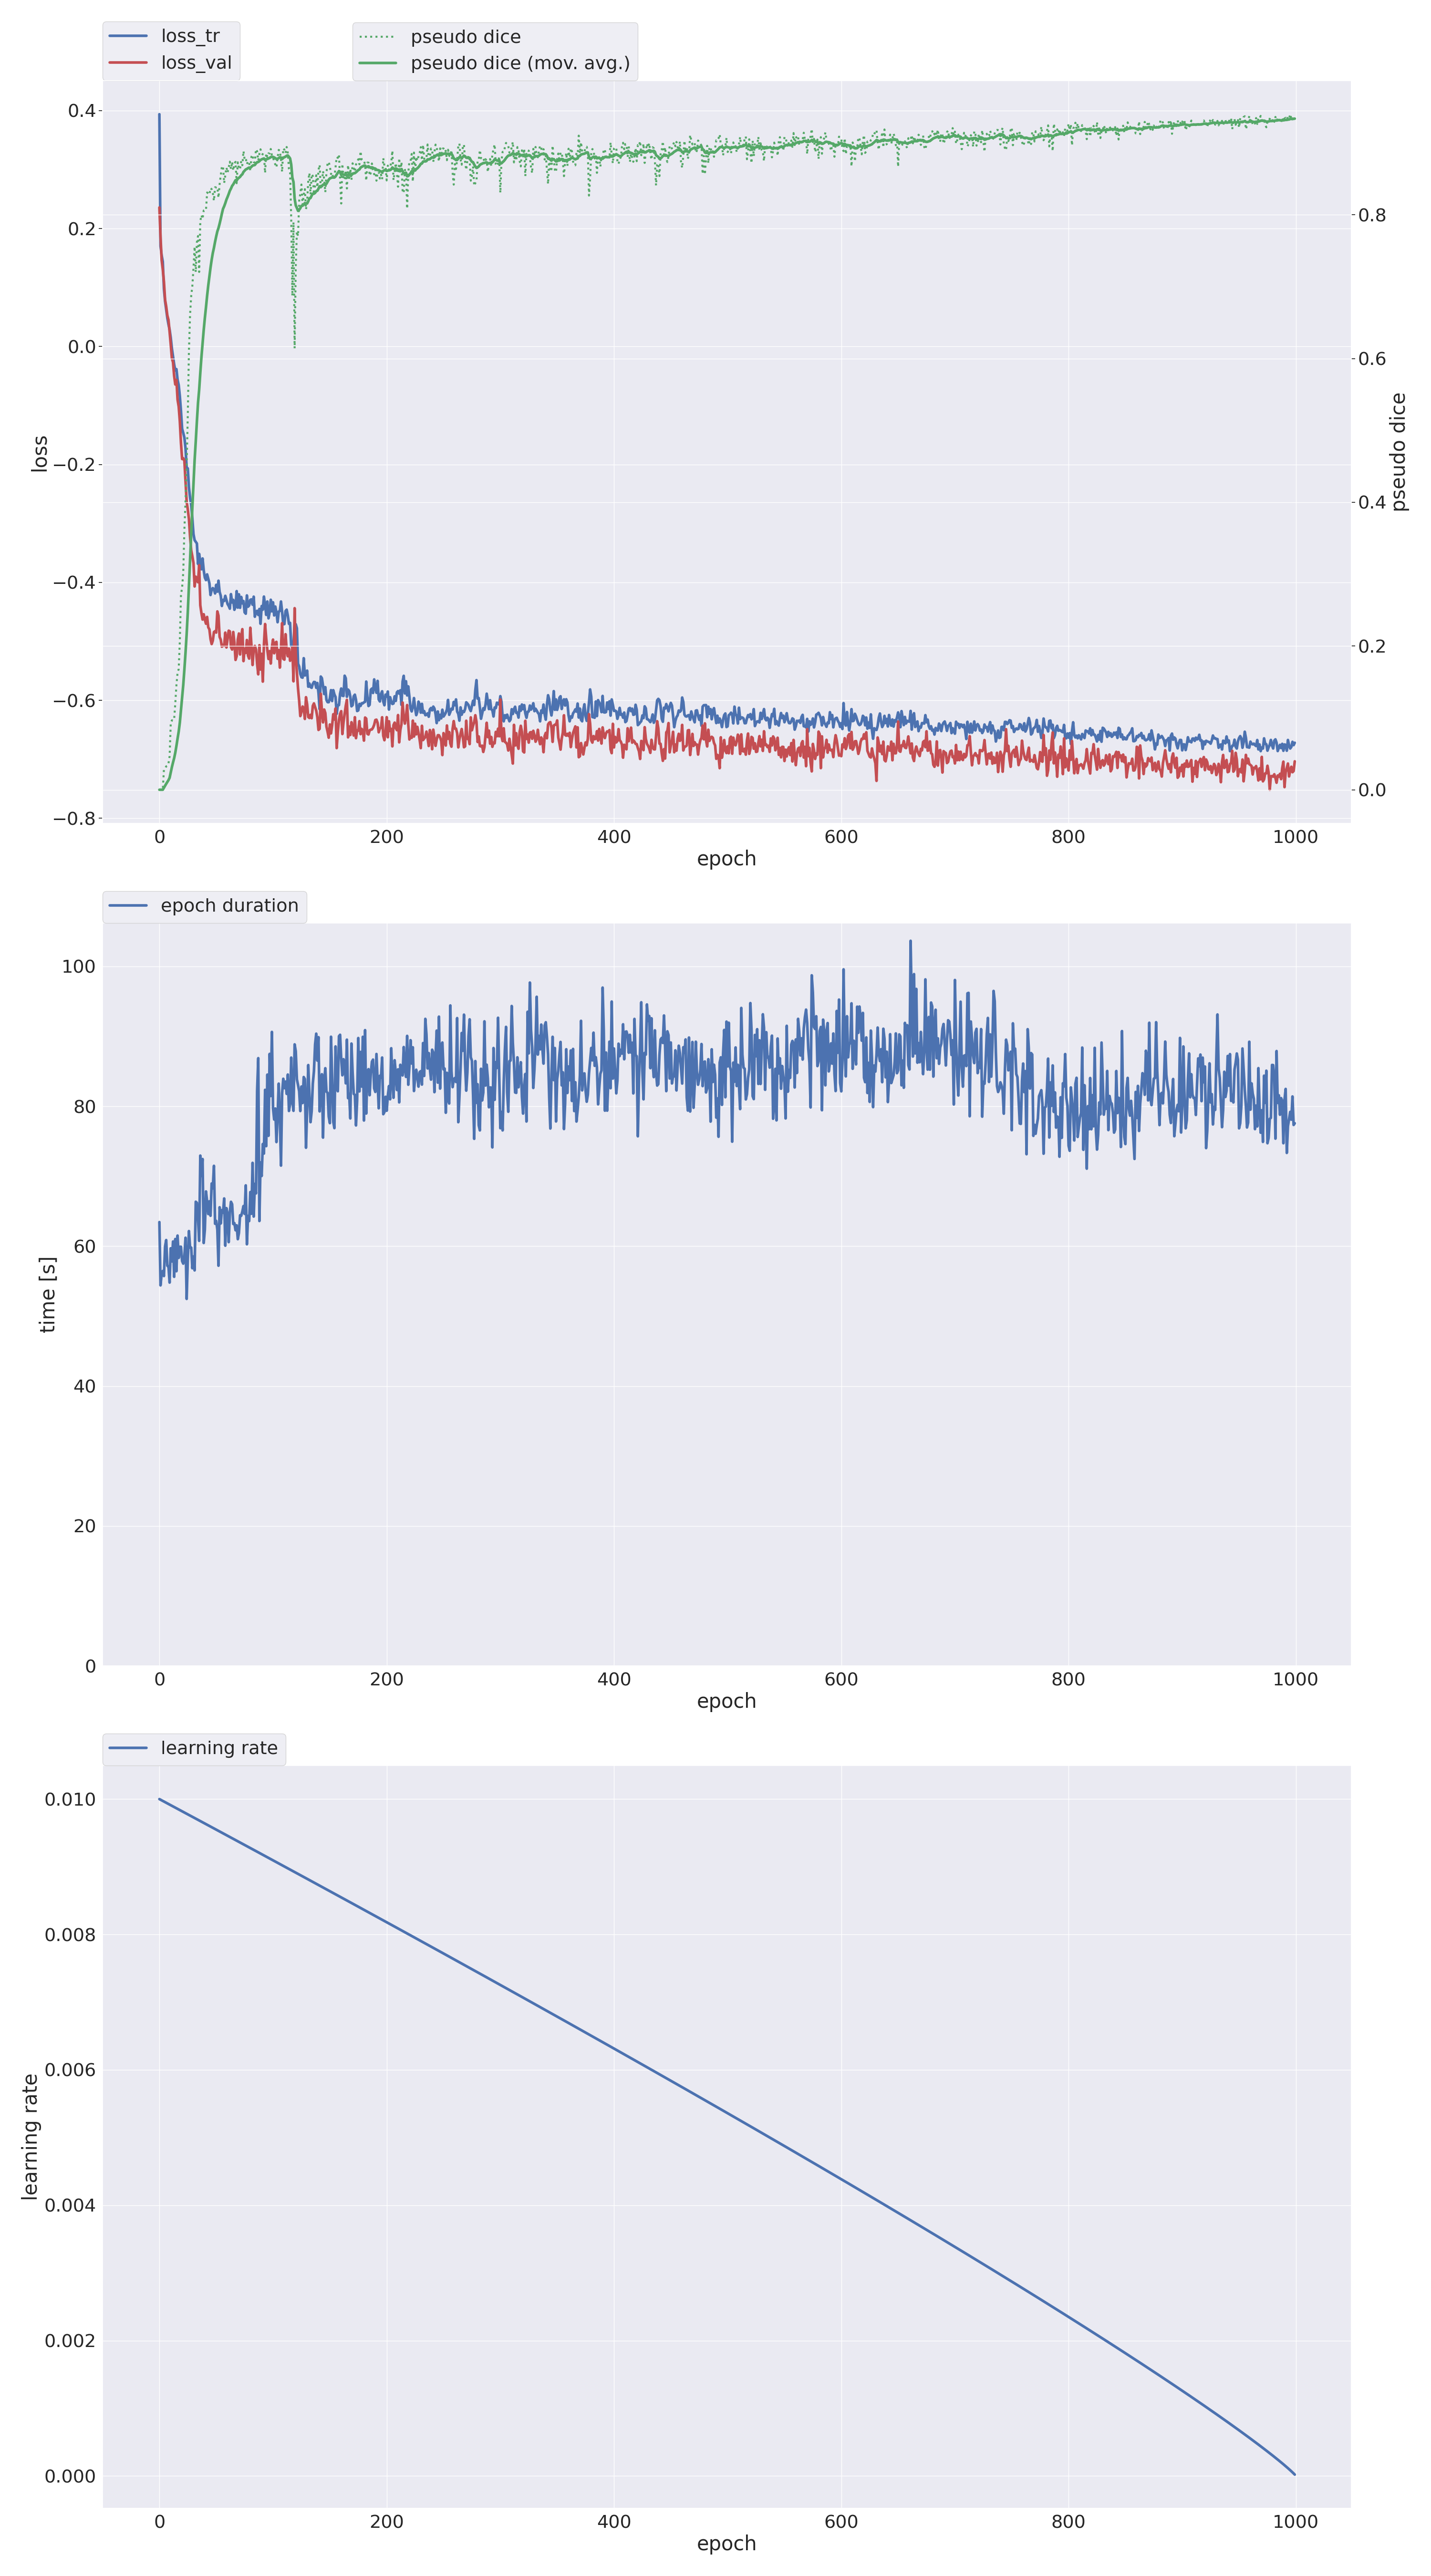 loss_tr
loss_val
pseudo dice
pseudo dice (mov. avg.)
0.4
0.2
0.0
−0.2
−0.4
−0.6
−0.8
loss
0.8
0.6
0.4
0.2
0.0
pseudo dice
0 200 400 600 800 1000
epoch
epoch duration
100
80
60
40
20
0
time [s]
0 200 400 600 800 1000
epoch
learning rate
0.010
0.008
0.006
0.004
0.002
0.000
learning rate
0 200 400 600 800 1000
epoch